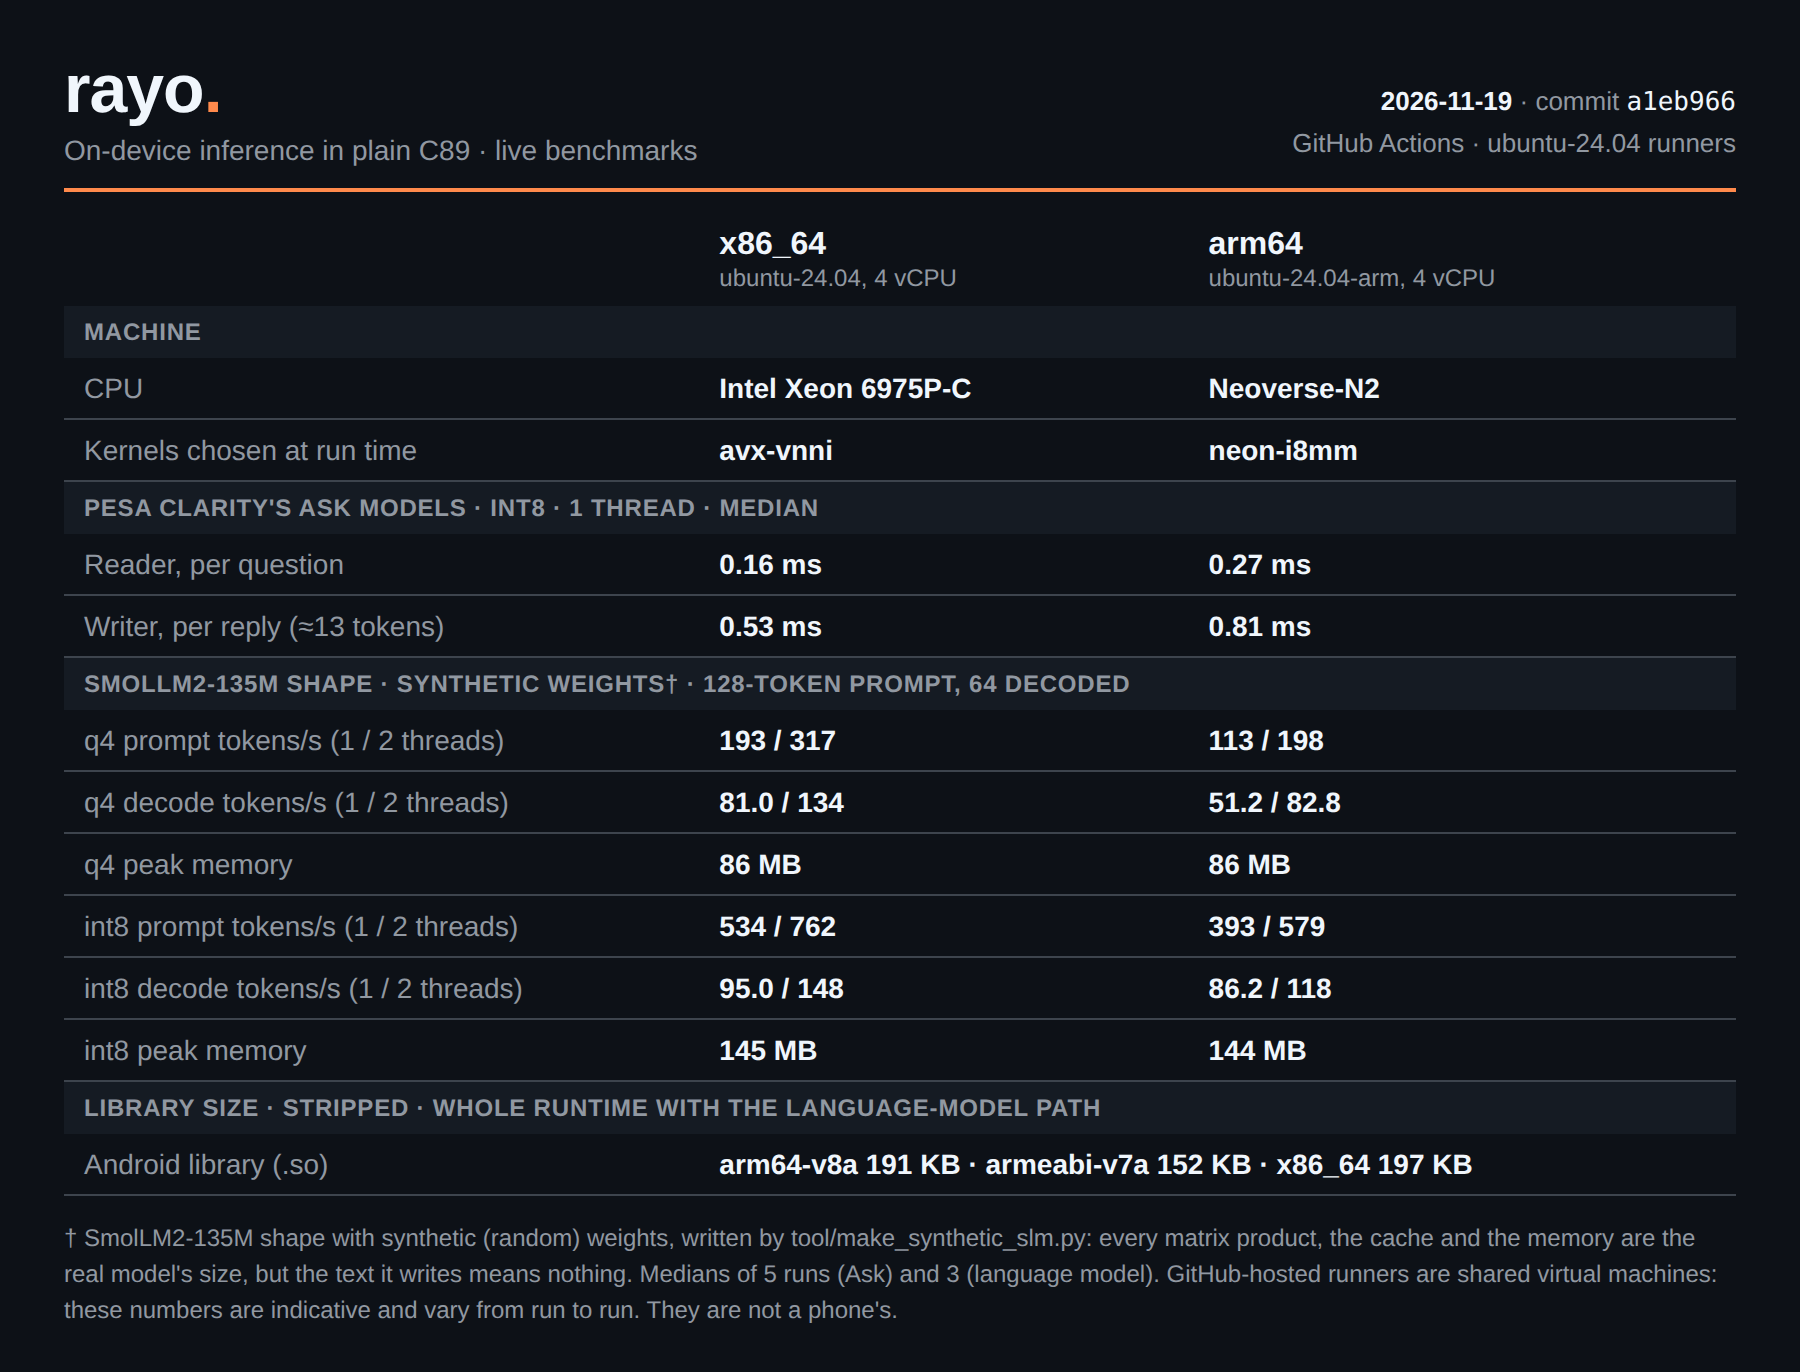 rayo.
On-device inference in plain C89 · live benchmarks
2026-11-19 · commit a1eb966
GitHub Actions · ubuntu-24.04 runners
x86_64 arm64
ubuntu-24.04, 4 vCPU ubuntu-24.04-arm, 4 vCPU
MACHINE
CPU Intel Xeon 6975P-C Neoverse-N2
Kernels chosen at run time avx-vnni neon-i8mm
PESA CLARITY'S ASK MODELS · INT8 · 1 THREAD · MEDIAN
Reader, per question 0.16 ms 0.27 ms
Writer, per reply (≈13 tokens) 0.53 ms 0.81 ms
SMOLLM2-135M SHAPE · SYNTHETIC WEIGHTS† · 128-TOKEN PROMPT, 64 DECODED
q4 prompt tokens/s (1 / 2 threads) 193 / 317 113 / 198
q4 decode tokens/s (1 / 2 threads) 81.0 / 134 51.2 / 82.8
q4 peak memory 86 MB 86 MB
int8 prompt tokens/s (1 / 2 threads) 534 / 762 393 / 579
int8 decode tokens/s (1 / 2 threads) 95.0 / 148 86.2 / 118
int8 peak memory 145 MB 144 MB
LIBRARY SIZE · STRIPPED · WHOLE RUNTIME WITH THE LANGUAGE-MODEL PATH
Android library (.so) arm64-v8a 191 KB · armeabi-v7a 152 KB · x86_64 197 KB
† SmolLM2-135M shape with synthetic (random) weights, written by tool/make_synthetic_slm.py: every matrix product, the cache and the memory are the
real model's size, but the text it writes means nothing. Medians of 5 runs (Ask) and 3 (language model). GitHub-hosted runners are shared virtual machines:
these numbers are indicative and vary from run to run. They are not a phone's.